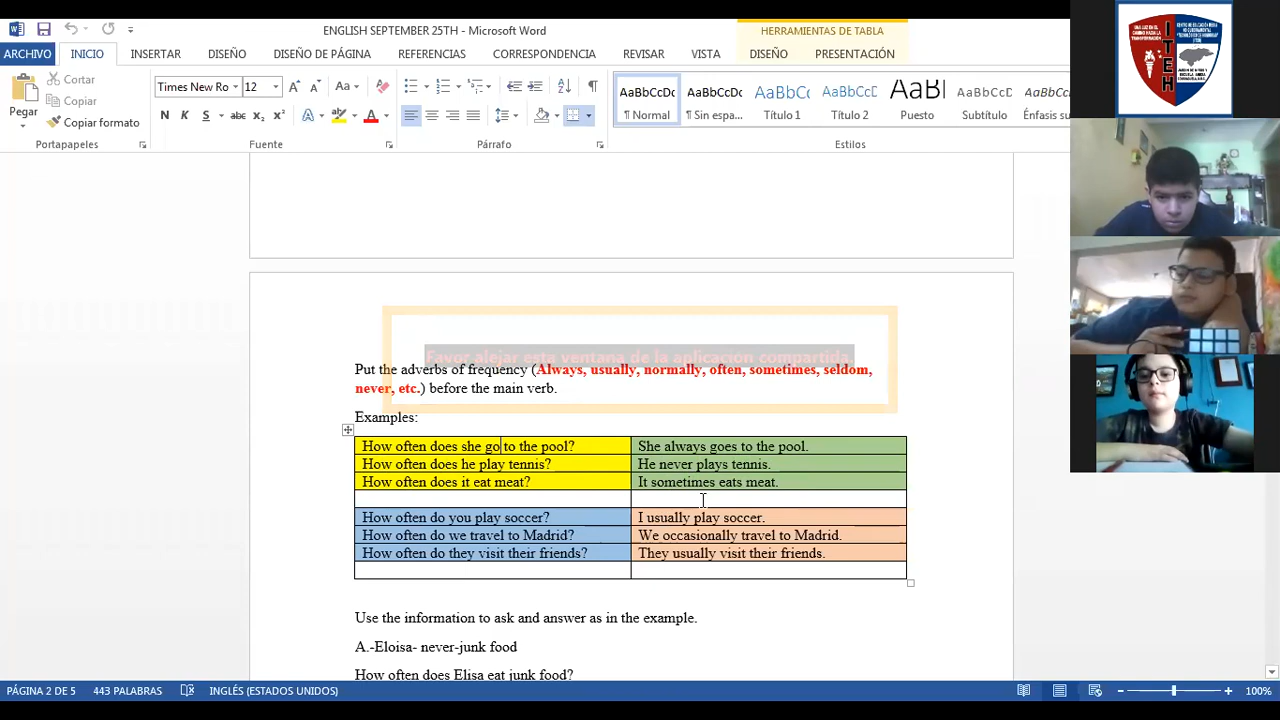 ENGLISH SEPTEMBER 25TH - Microsoft Word
HERRAMIENTAS DE TABLA
ARCHIVO INICIO INSERTAR DISEÑO DISEÑO DE PÁGINA REFERENC RRESPONDENCIA REVISAR VISTA DISEÑO PRESENTACIÓN
Pegar
Cortar
Copiar
Copiar formato
Portapapeles
Times New Ro 12
N K S abc x₂ x²
Fuente
Párrafo
AaBbCcDc AaBbCcDc AaBbCc AaBbCcD AaBl AaBbCcD AaBbCcDc
¶ Normal ¶ Sin espa... Título 1 Título 2 Puesto Subtítulo Énfasis su
Estilos
ITEH
Favor alejar esta ventana de la aplicación compartida.
Put the adverbs of frequency (Always, usually, normally, often, sometimes, seldom,
never, etc.) before the main verb.
Examples:
How often does she go to the pool? She always goes to the pool.
How often does he play tennis? He never plays tennis.
How often does it eat meat? It sometimes eats meat.
How often do you play soccer? I usually play soccer.
How often do we travel to Madrid? We occasionally travel to Madrid.
How often do they visit their friends? They usually visit their friends.
Use the information to ask and answer as in the example.
A.-Eloisa- never-junk food
How often does Elisa eat junk food?
PÁGINA 2 DE 5 443 PALABRAS INGLÉS (ESTADOS UNIDOS) 100%